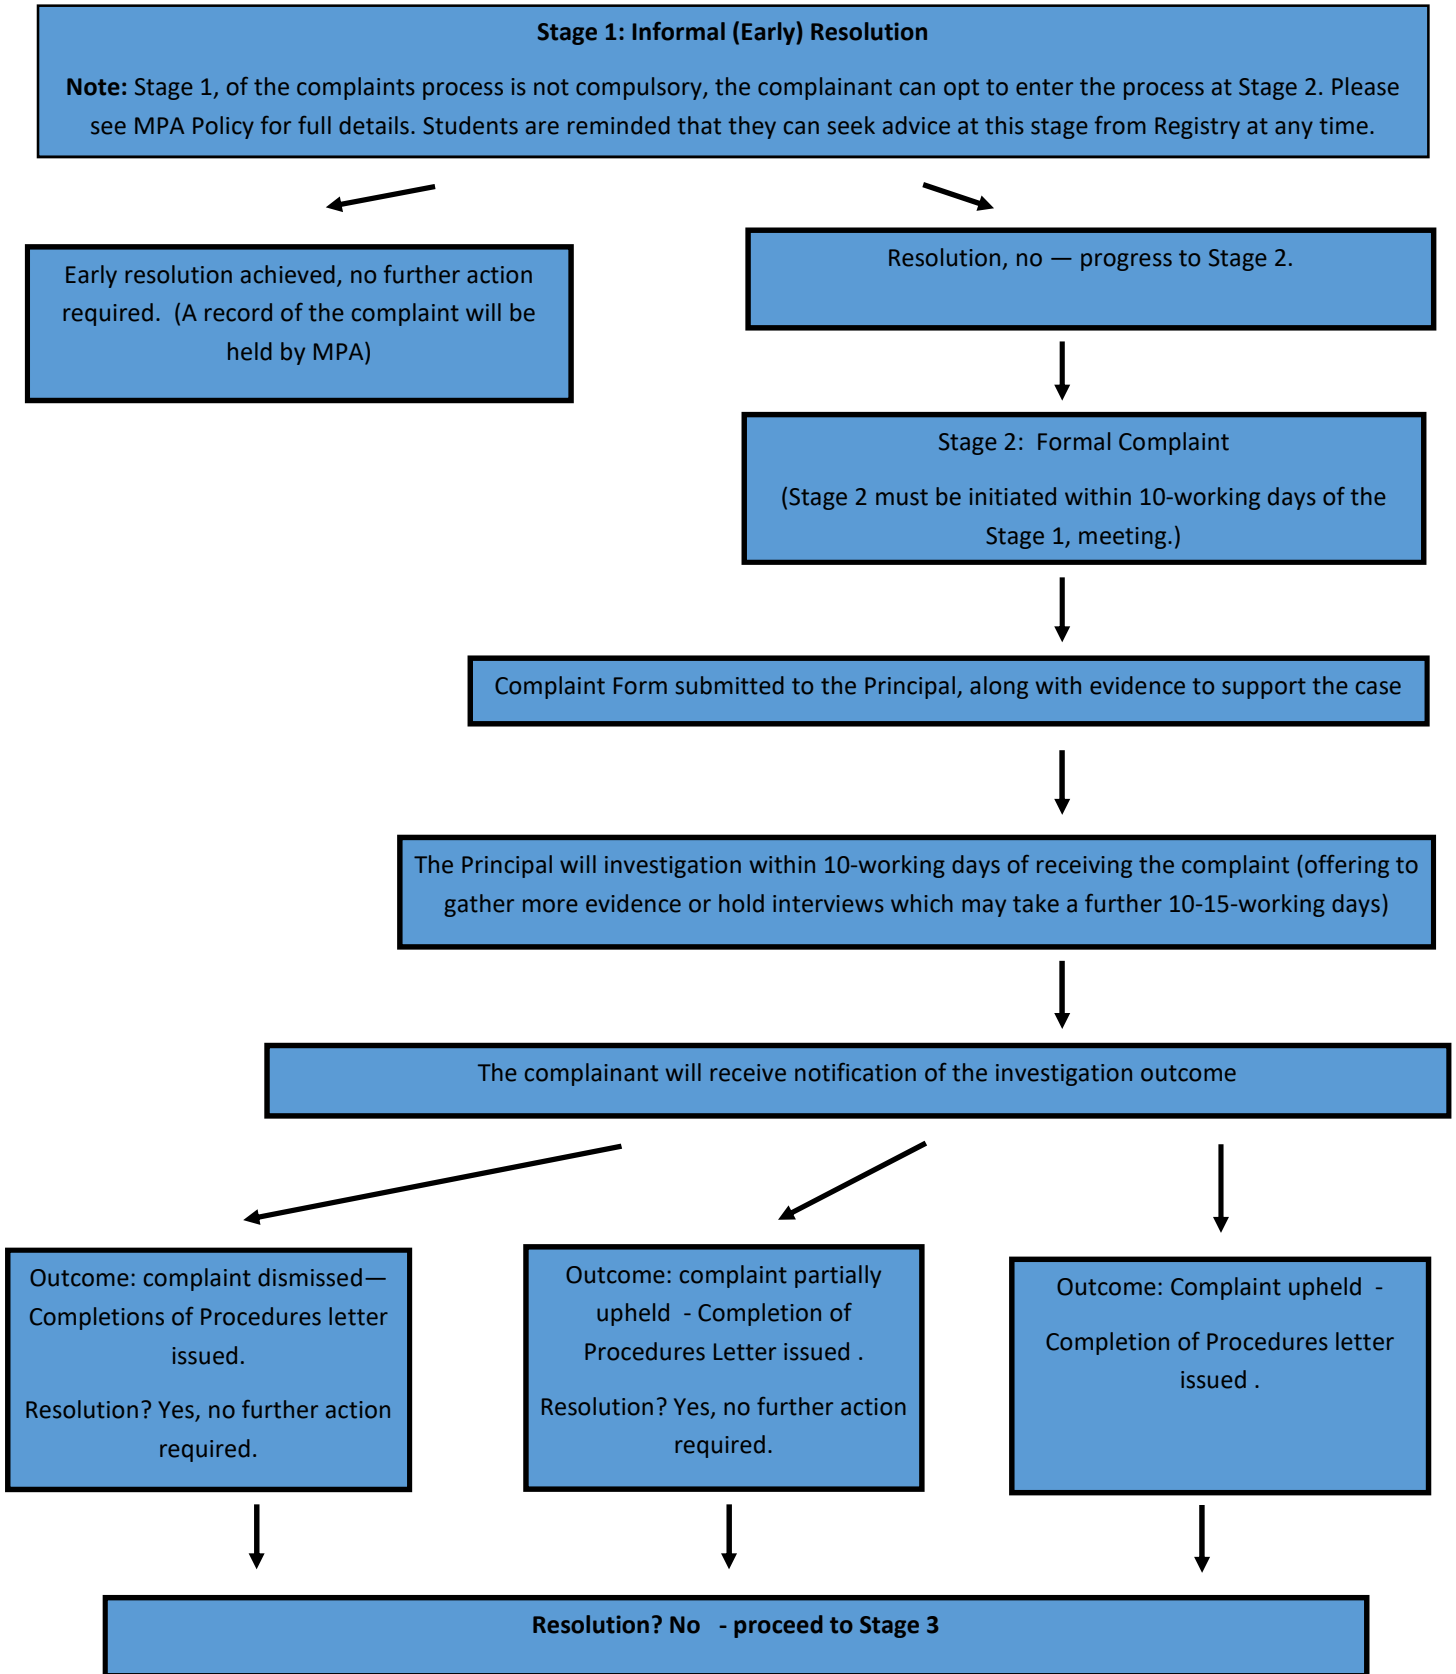 Stage 1: Informal (Early) Resolution
Note: Stage 1, of the complaints process is not compulsory, the complainant can opt to enter the process at Stage 2. Please
see MPA Policy for full details. Students are reminded that they can seek advice at this stage from Registry at any time.
Early resolution achieved, no further action
required.  (A record of the complaint will be
held by MPA)
Resolution, no — progress to Stage 2.
Stage 2:  Formal Complaint
(Stage 2 must be initiated within 10-working days of the
Stage 1, meeting.)
Complaint Form submitted to the Principal, along with evidence to support the case
The Principal will investigation within 10-working days of receiving the complaint (offering to
gather more evidence or hold interviews which may take a further 10-15-working days)
The complainant will receive notification of the investigation outcome
Outcome: complaint dismissed—
Completions of Procedures letter
issued.
Resolution? Yes, no further action
required.
Outcome: complaint partially
upheld  - Completion of
Procedures Letter issued .
Resolution? Yes, no further action
required.
Outcome: Complaint upheld  -
Completion of Procedures letter
issued .
Resolution? No   - proceed to Stage 3